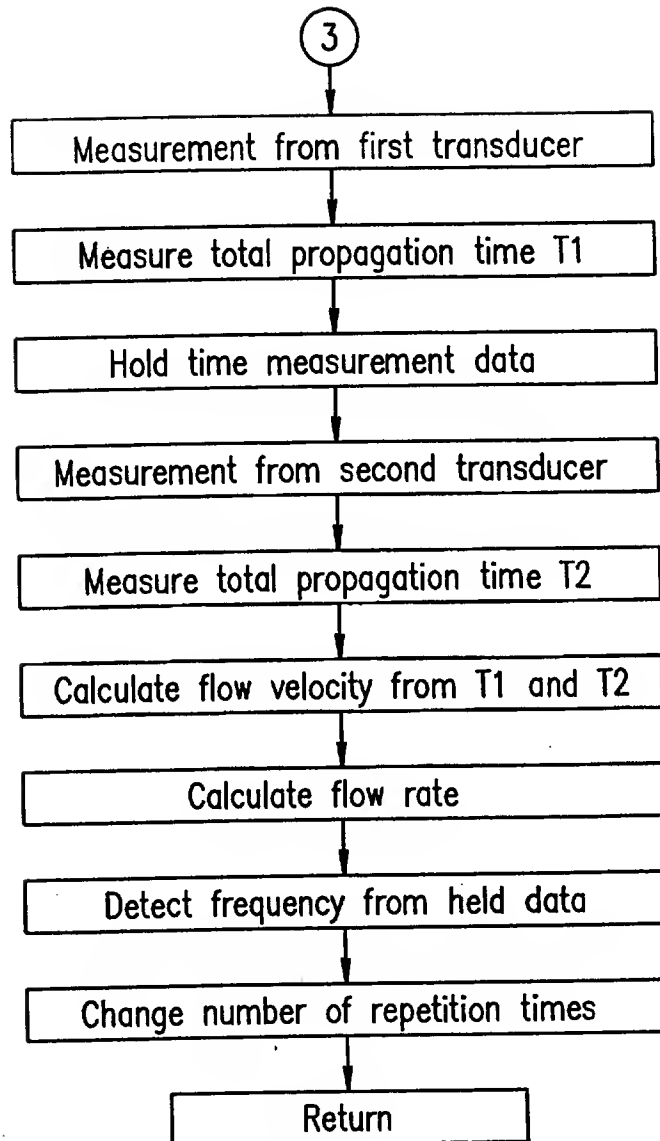 3
Measurement from first transducer
Measure total propagation time T1
Hold time measurement data
Measurement from second transducer
Measure total propagation time T2
Calculate flow velocity from T1 and T2
Calculate flow rate
Detect frequency from held data
Change number of repetition times
Return